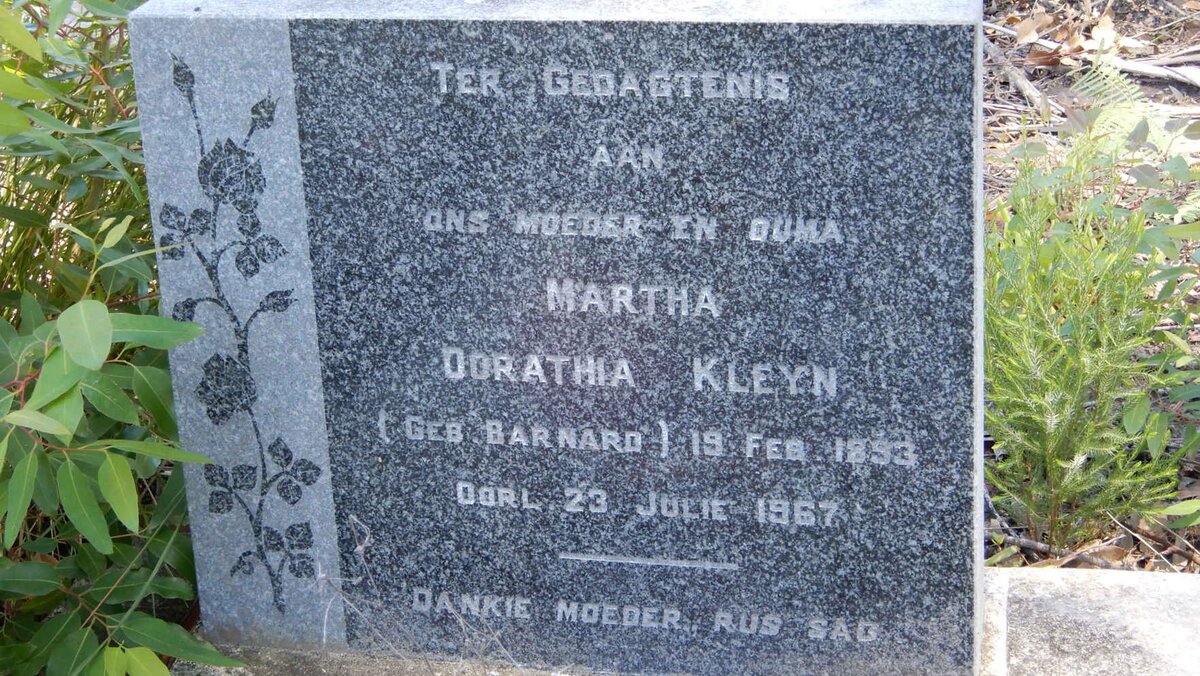 TER GEDAGTENIS
AAN
ONS MOEDER EN OUMA
MARTHA
DORATHIA KLEYN
(GEB BARNARD) 19 FEB 1893
OORL 23 JULIE 1967
DANKIE MOEDER, RUS SAG